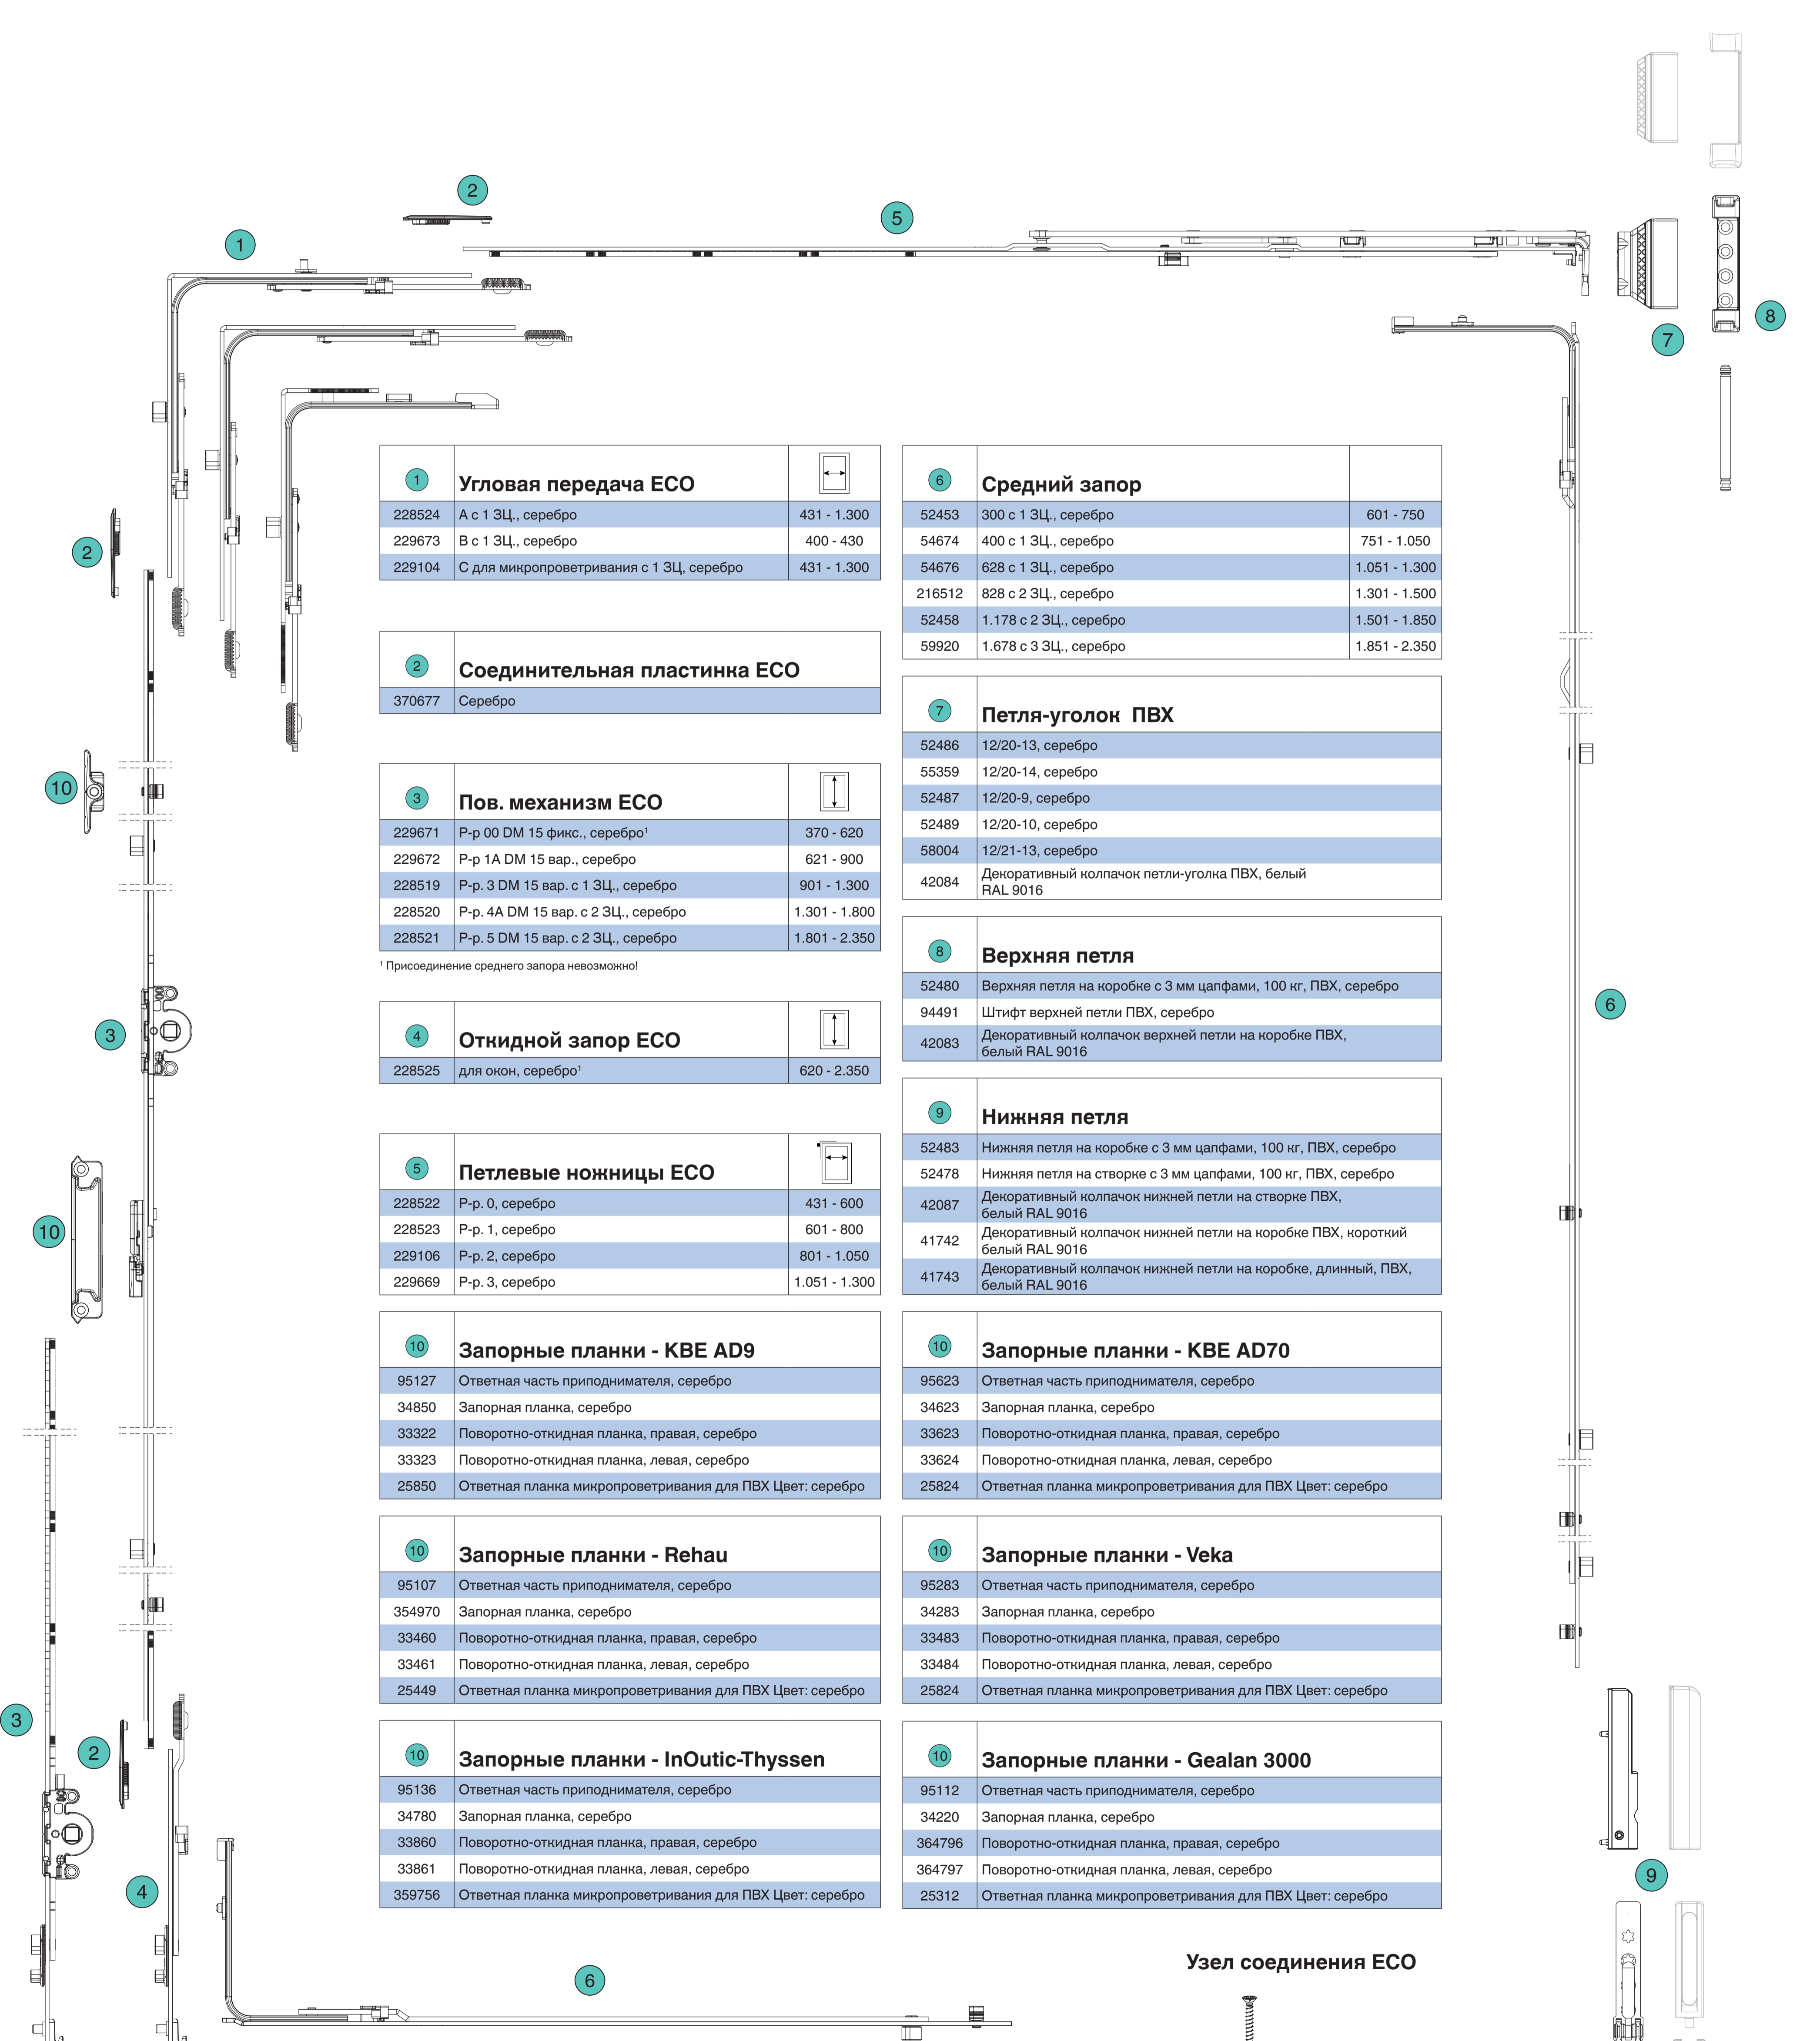 2
5
1
8
7
1 Угловая передача ECO
228524 А с 1 ЗЦ., серебро 431 - 1.300
229673 В с 1 ЗЦ., серебро 400 - 430
229104 С для микропроветривания с 1 ЗЦ, серебро 431 - 1.300
2
2 Соединительная пластинка ECO
370677 Серебро
10
3 Пов. механизм ECO
229671 Р-р 00 DM 15 фикс., серебро¹ 370 - 620
229672 Р-р 1А DM 15 вар., серебро 621 - 900
228519 Р-р. 3 DM 15 вар. с 1 ЗЦ., серебро 901 - 1.300
228520 Р-р. 4А DM 15 вар. с 2 ЗЦ., серебро 1.301 - 1.800
228521 Р-р. 5 DM 15 вар. с 2 ЗЦ., серебро 1.801 - 2.350
¹ Присоединение среднего запора невозможно!
3
4 Откидной запор ECO
228525 для окон, серебро¹ 620 - 2.350
10
5 Петлевые ножницы ECO
228522 Р-р. 0, серебро 431 - 600
228523 Р-р. 1, серебро 601 - 800
229106 Р-р. 2, серебро 801 - 1.050
229669 Р-р. 3, серебро 1.051 - 1.300
6 Средний запор
52453 300 с 1 ЗЦ., серебро 601 - 750
54674 400 с 1 ЗЦ., серебро 751 - 1.050
54676 628 с 1 ЗЦ., серебро 1.051 - 1.300
216512 828 с 2 ЗЦ., серебро 1.301 - 1.500
52458 1.178 с 2 ЗЦ., серебро 1.501 - 1.850
59920 1.678 с 3 ЗЦ., серебро 1.851 - 2.350
7 Петля-уголок ПВХ
52486 12/20-13, серебро
55359 12/20-14, серебро
52487 12/20-9, серебро
52489 12/20-10, серебро
58004 12/21-13, серебро
42084 Декоративный колпачок петли-уголка ПВХ, белый
RAL 9016
8 Верхняя петля
52480 Верхняя петля на коробке с 3 мм цапфами, 100 кг, ПВХ, серебро
94491 Штифт верхней петли ПВХ, серебро
42083 Декоративный колпачок верхней петли на коробке ПВХ,
белый RAL 9016
6
9 Нижняя петля
52483 Нижняя петля на коробке с 3 мм цапфами, 100 кг, ПВХ, серебро
52478 Нижняя петля на створке с 3 мм цапфами, 100 кг, ПВХ, серебро
42087 Декоративный колпачок нижней петли на створке ПВХ,
белый RAL 9016
41742 Декоративный колпачок нижней петли на коробке ПВХ, короткий
белый RAL 9016
41743 Декоративный колпачок нижней петли на коробке, длинный, ПВХ,
белый RAL 9016
10 Запорные планки - KBE AD9
95127 Ответная часть приподнимателя, серебро
34850 Запорная планка, серебро
33322 Поворотно-откидная планка, правая, серебро
33323 Поворотно-откидная планка, левая, серебро
25850 Ответная планка микропроветривания для ПВХ Цвет: серебро
10 Запорные планки - KBE AD70
95623 Ответная часть приподнимателя, серебро
34623 Запорная планка, серебро
33623 Поворотно-откидная планка, правая, серебро
33624 Поворотно-откидная планка, левая, серебро
25824 Ответная планка микропроветривания для ПВХ Цвет: серебро
10 Запорные планки - Rehau
95107 Ответная часть приподнимателя, серебро
354970 Запорная планка, серебро
33460 Поворотно-откидная планка, правая, серебро
33461 Поворотно-откидная планка, левая, серебро
25449 Ответная планка микропроветривания для ПВХ Цвет: серебро
10 Запорные планки - Veka
95283 Ответная часть приподнимателя, серебро
34283 Запорная планка, серебро
33483 Поворотно-откидная планка, правая, серебро
33484 Поворотно-откидная планка, левая, серебро
25824 Ответная планка микропроветривания для ПВХ Цвет: серебро
3
2
10 Запорные планки - InOutic-Thyssen
95136 Ответная часть приподнимателя, серебро
34780 Запорная планка, серебро
33860 Поворотно-откидная планка, правая, серебро
33861 Поворотно-откидная планка, левая, серебро
359756 Ответная планка микропроветривания для ПВХ Цвет: серебро
10 Запорные планки - Gealan 3000
95112 Ответная часть приподнимателя, серебро
34220 Запорная планка, серебро
364796 Поворотно-откидная планка, правая, серебро
364797 Поворотно-откидная планка, левая, серебро
25312 Ответная планка микропроветривания для ПВХ Цвет: серебро
4
9
Узел соединения ECO
6